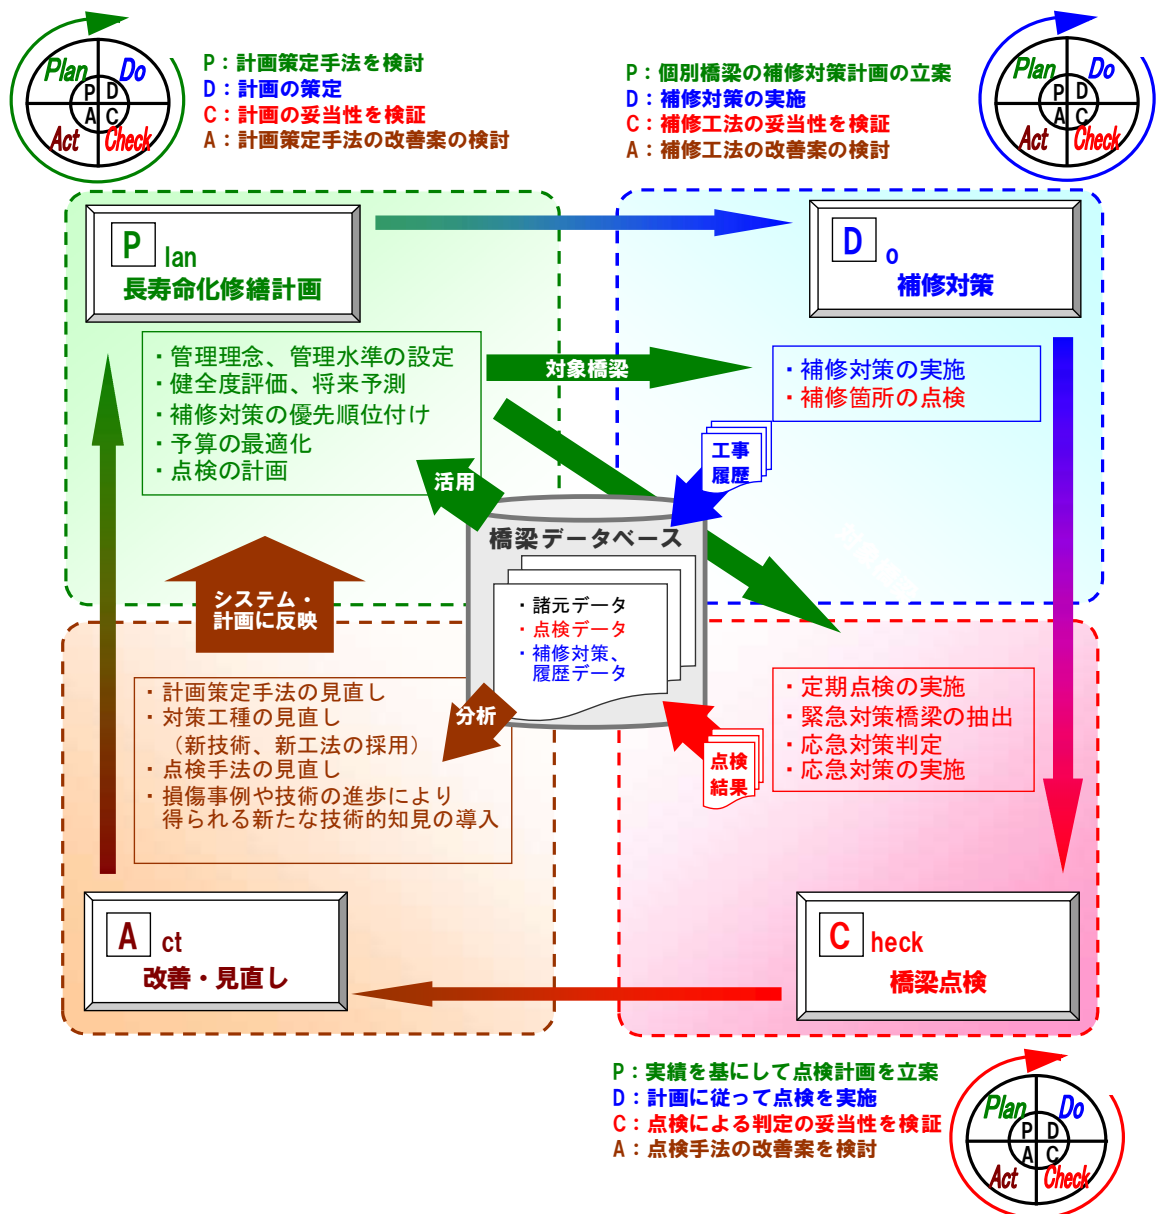 Plan
Do
P
D
A
C
Act
Check
P：計画策定手法を検討
D：計画の策定
C：計画の妥当性を検証
A：計画策定手法の改善案の検討
P：個別橋梁の補修対策計画の立案
D：補修対策の実施
C：補修工法の妥当性を検証
A：補修工法の改善案の検討
Plan
Do
P
D
A
C
Act
Check
P lan
長寿命化修繕計画
D o
補修対策
・管理理念、管理水準の設定
・健全度評価、将来予測
・補修対策の優先順位付け
・予算の最適化
・点検の計画
対象橋梁
・補修対策の実施
・補修箇所の点検
工事
履歴
活用
橋梁データベース
・諸元データ
・点検データ
・補修対策、
履歴データ
システム・
計画に反映
分析
・計画策定手法の見直し
・対策工種の見直し
（新技術、新工法の採用）
・点検手法の見直し
・損傷事例や技術の進歩により
得られる新たな技術的知見の導入
点検
結果
・定期点検の実施
・緊急対策橋梁の抽出
・応急対策判定
・応急対策の実施
A ct
改善・見直し
C heck
橋梁点検
P：実績を基にして点検計画を立案
D：計画に従って点検を実施
C：点検による判定の妥当性を検証
A：点検手法の改善案を検討
Plan
Do
P
D
A
C
Act
Check